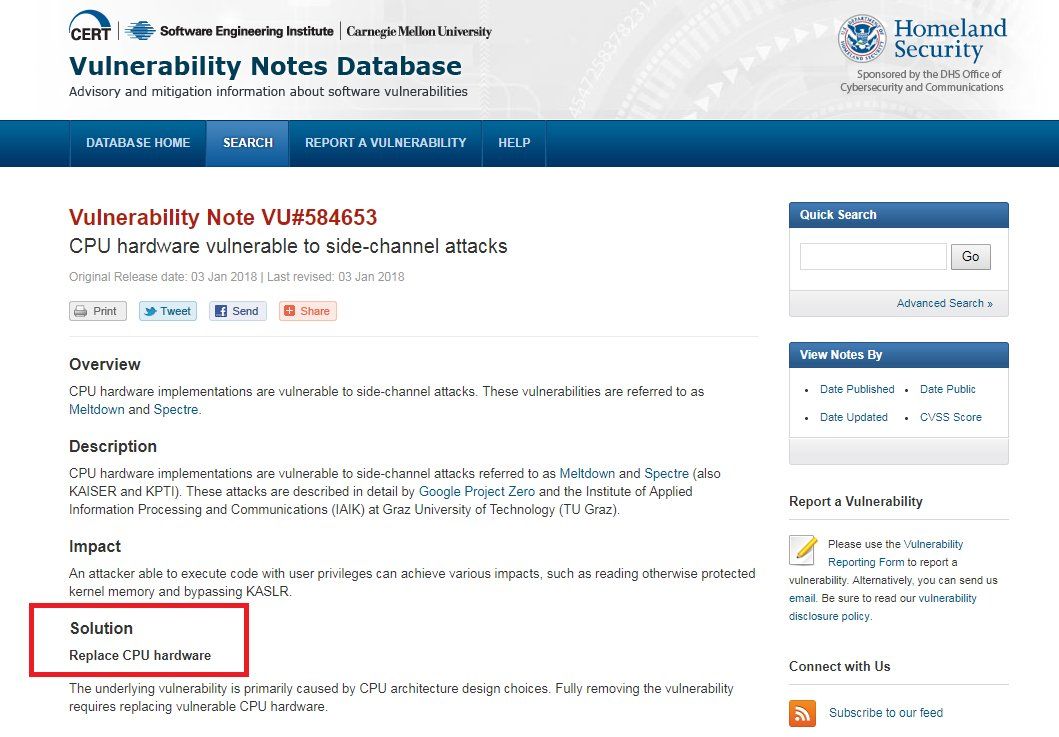 CERT | Software Engineering Institute | Carnegie Mellon University
Vulnerability Notes Database
Advisory and mitigation information about software vulnerabilities
Homeland
Security
Sponsored by the DHS Office of
Cybersecurity and Communications
DATABASE HOME
SEARCH
REPORT A VULNERABILITY
HELP
Vulnerability Note VU#584653
CPU hardware vulnerable to side-channel attacks
Original Release date: 03 Jan 2018 | Last revised: 03 Jan 2018
Print
Tweet
Send
Share
Overview
CPU hardware implementations are vulnerable to side-channel attacks. These vulnerabilities are referred to as
Meltdown and Spectre.
Description
CPU hardware implementations are vulnerable to side-channel attacks referred to as Meltdown and Spectre (also
KAISER and KPTI). These attacks are described in detail by Google Project Zero and the Institute of Applied
Information Processing and Communications (IAIK) at Graz University of Technology (TU Graz).
Impact
An attacker able to execute code with user privileges can achieve various impacts, such as reading otherwise protected
kernel memory and bypassing KASLR.
Solution
Replace CPU hardware
The underlying vulnerability is primarily caused by CPU architecture design choices. Fully removing the vulnerability
requires replacing vulnerable CPU hardware.
Quick Search
Go
Advanced Search »
View Notes By
• Date Published • Date Public
• Date Updated • CVSS Score
Report a Vulnerability
Please use the Vulnerability
Reporting Form to report a
vulnerability. Alternatively, you can send us
email. Be sure to read our vulnerability
disclosure policy.
Connect with Us
Subscribe to our feed